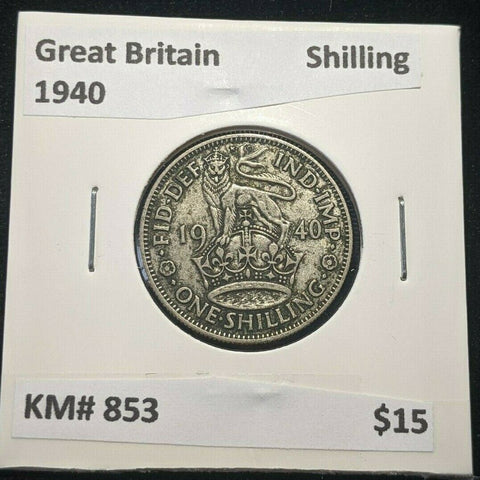 Great Britain Shilling
1940
·FID·DEF IND·IMP·
19 40
·ONE·SHILLING·
KM# 853 $15